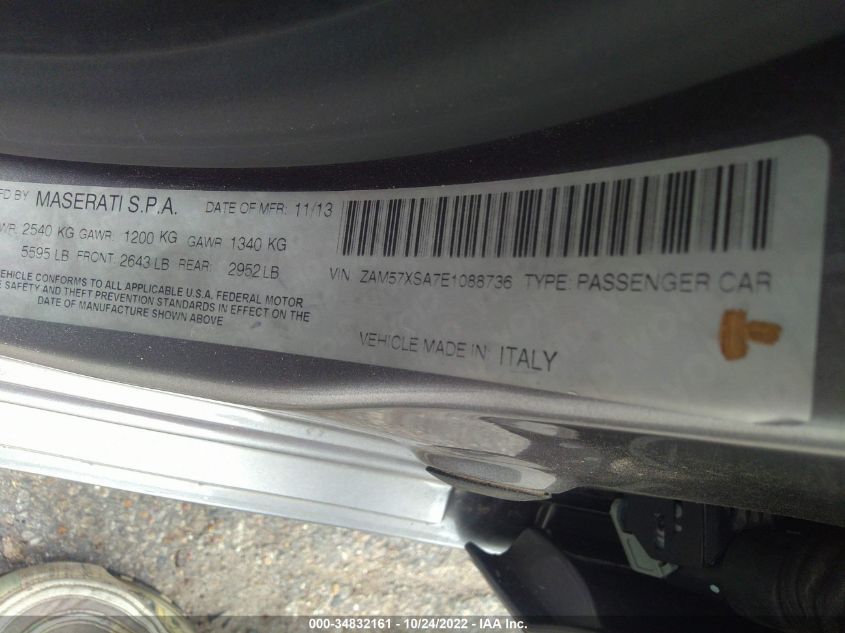 FD BY MASERATI S.P.A. DATE OF MFR: 11/13
WR: 2540 KG GAWR: 1200 KG GAWR: 1340 KG
5595 LB FRONT: 2643 LB REAR: 2952 LB
VEHICLE CONFORMS TO ALL APPLICABLE U.S.A. FEDERAL MOTOR
E SAFETY AND THEFT PREVENTION STANDARDS IN EFFECT ON THE
DATE OF MANUFACTURE SHOWN ABOVE
VIN: ZAM57XSA7E1088736 TYPE: PASSENGER CAR
VEHICLE MADE IN: ITALY
000-34832161 - 10/24/2022 - IAA Inc.